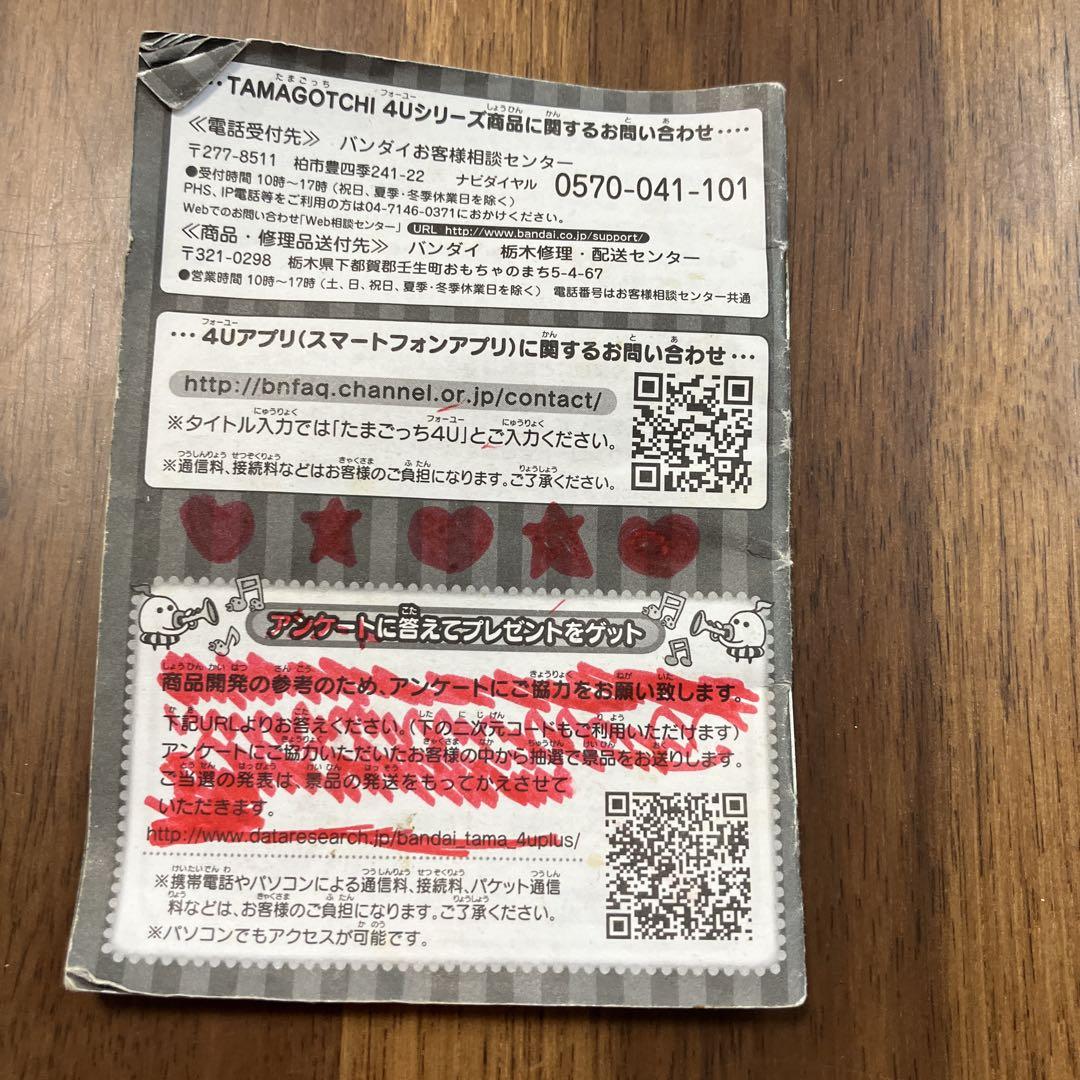 …TAMAGOTCHI 4Uシリーズ商品に関するお問い合わせ‥‥
≪電話受付先≫ バンダイお客様相談センター
〒277-8511 柏市豊四季241-22 ナビダイヤル 0570-041-101
●受付時間 10時～17時（祝日、夏季・冬季休業日を除く）
PHS、IP電話等をご利用の方は04-7146-0371におかけください。
Webでのお問い合わせ「Web相談センター」 URL http://www.bandai.co.jp/support/
≪商品・修理品送付先≫ バンダイ 栃木修理・配送センター
〒321-0298 栃木県下都賀郡壬生町おもちゃのまち5-4-67
●営業時間 10時～17時（土、日、祝日、夏季・冬季休業日を除く） 電話番号はお客様相談センター共通
…4Uアプリ（スマートフォンアプリ）に関するお問い合わせ…
http://bnfaq.channel.or.jp/contact/
※タイトル入力では「たまごっち4U」とご入力ください。
※通信料、接続料などはお客様のご負担になります。ご了承ください。
アンケートに答えてプレゼントをゲット
商品開発の参考のため、アンケートにご協力をお願い致します。
下記URLよりお答えください。（下の二次元コードもご利用いただけます）
アンケートにご協力いただいたお客様の中から抽選で景品をお送りします。
ご当選の発表は、景品の発送をもってかえさせて
いただきます。
http://www.dataresearch.jp/bandai_tama_4uplus/
※携帯電話やパソコンによる通信料、接続料、パケット通信
料などは、お客様のご負担になります。ご了承ください。
※パソコンでもアクセスが可能です。